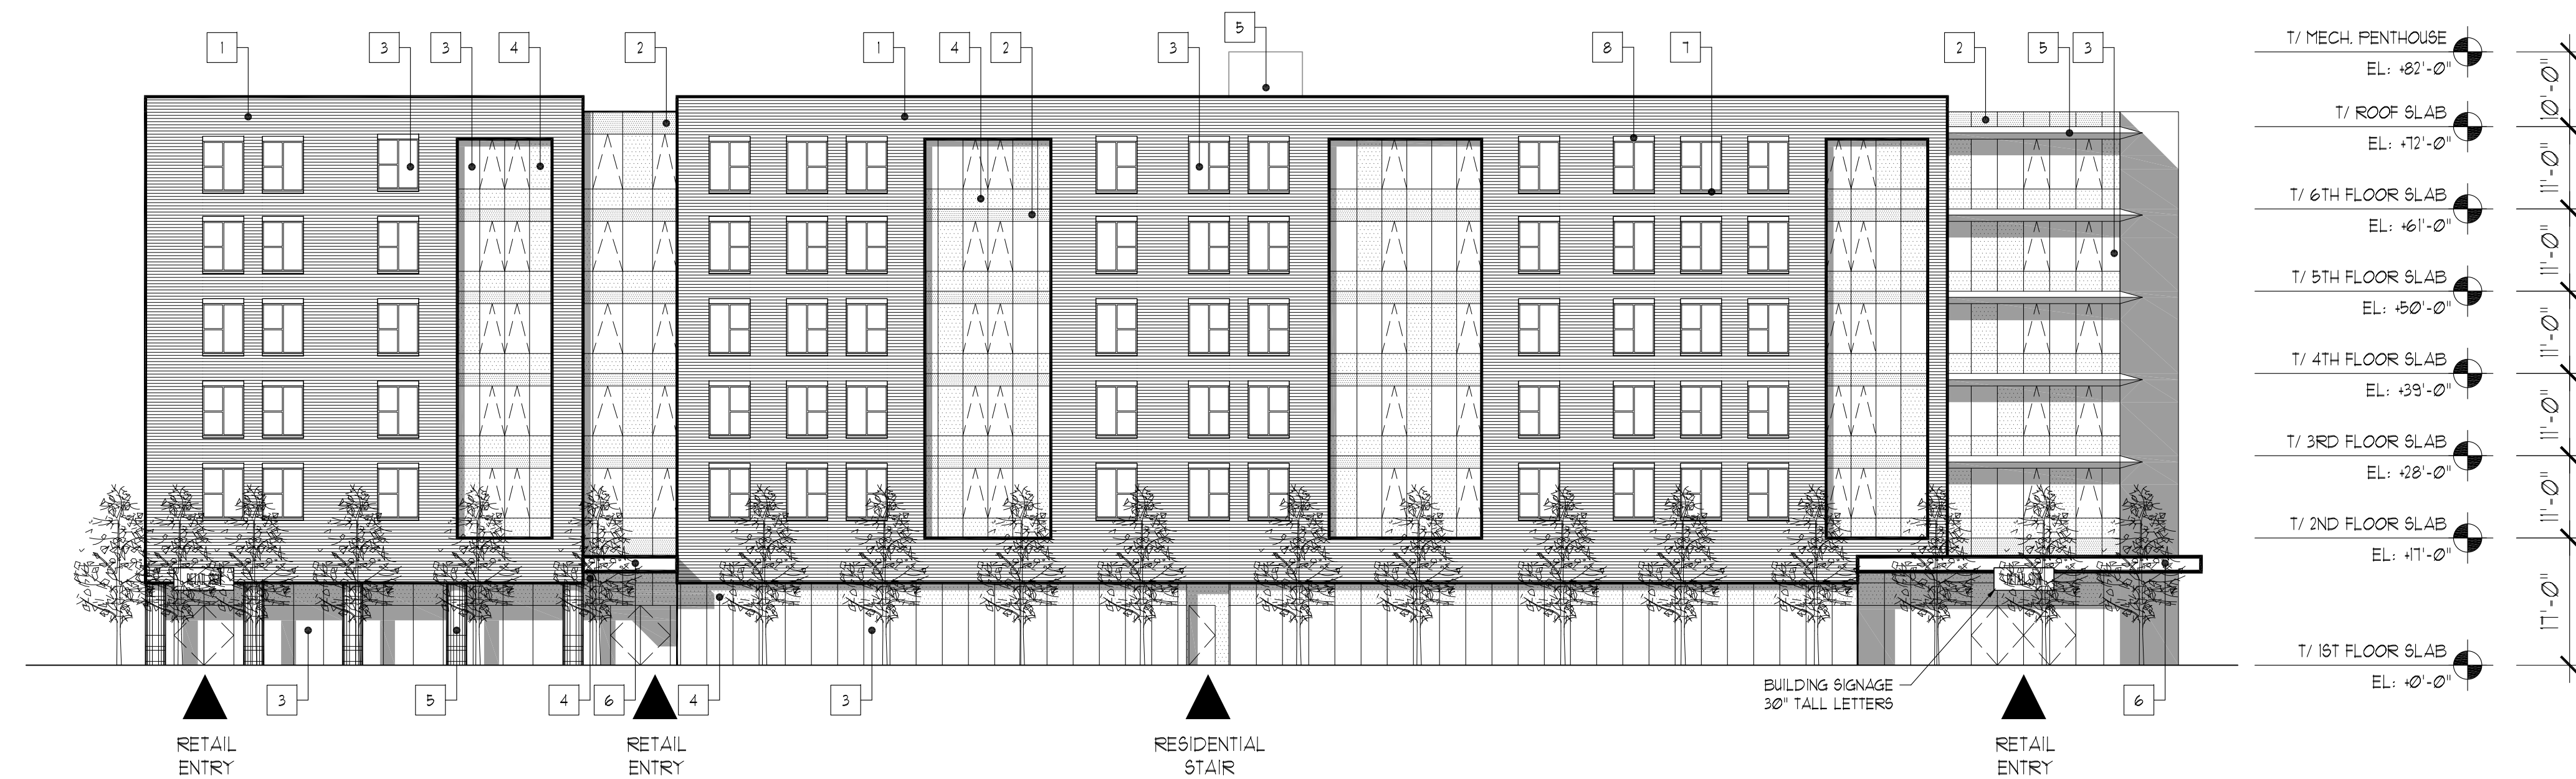 5
1
3
3
4
2
1
4
2
3
8
7
2
5
3
T/ MECH. PENTHOUSE
EL: +82'-0"
10'-0"
T/ ROOF SLAB
EL: +72'-0"
11'-0"
T/ 6TH FLOOR SLAB
EL: +61'-0"
11'-0"
T/ 5TH FLOOR SLAB
EL: +50'-0"
11'-0"
T/ 4TH FLOOR SLAB
EL: +39'-0"
11'-0"
T/ 3RD FLOOR SLAB
EL: +28'-0"
11'-0"
T/ 2ND FLOOR SLAB
EL: +17'-0"
17'-0"
T/ 1ST FLOOR SLAB
EL: +0'-0"
3
5
4
6
4
3
BUILDING SIGNAGE
30" TALL LETTERS
6
RETAIL
ENTRY
RETAIL
ENTRY
RESIDENTIAL
STAIR
RETAIL
ENTRY